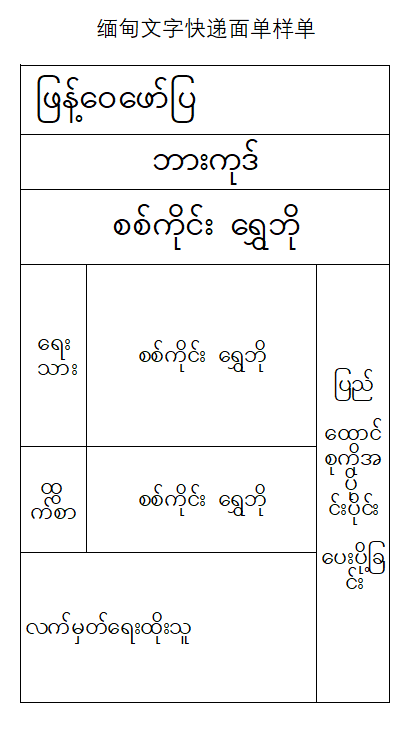 缅甸文字快递面单样单
ဖြန့်ဝေဖော်ပြ
ဘားကုဒ်
စစ်ကိုင်း ရွှေဘို
ရေး
သား
စစ်ကိုင်း ရွှေဘို
ထွ
က်စာ
စစ်ကိုင်း ရွှေဘို
လက်မှတ်ရေးထိုးသူ
ပြည်
ထောင်
စုကိုအ
ပို
င်းပိုင်း
ပေးပို့ခြ
င်း